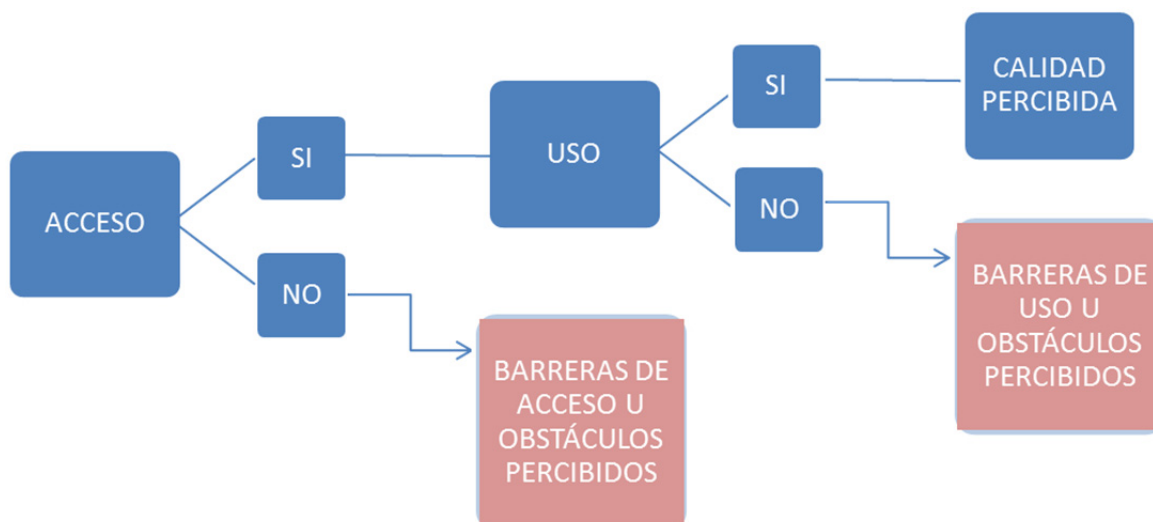 ACCESO
SI
NO
BARRERAS DE
ACCESO U
OBSTÁCULOS
PERCIBIDOS
USO
SI
NO
CALIDAD
PERCIBIDA
BARRERAS DE
USO U
OBSTÁCULOS
PERCIBIDOS